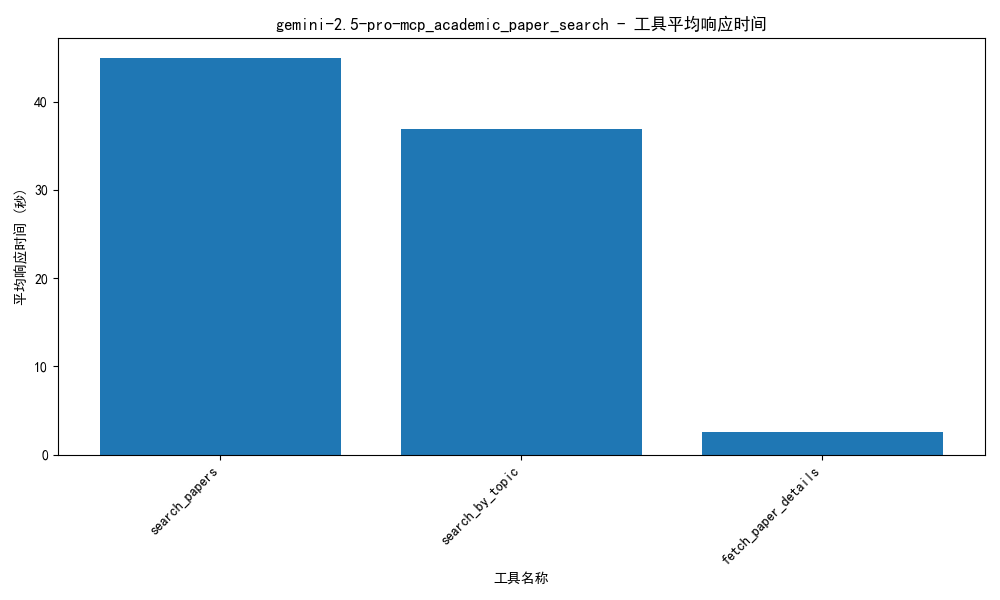 gemini-2.5-pro-mcp_academic_paper_search - 工具平均响应时间
平均响应时间 (秒)
40
30
20
10
0
search_papers
search_by_topic
fetch_paper_details
工具名称